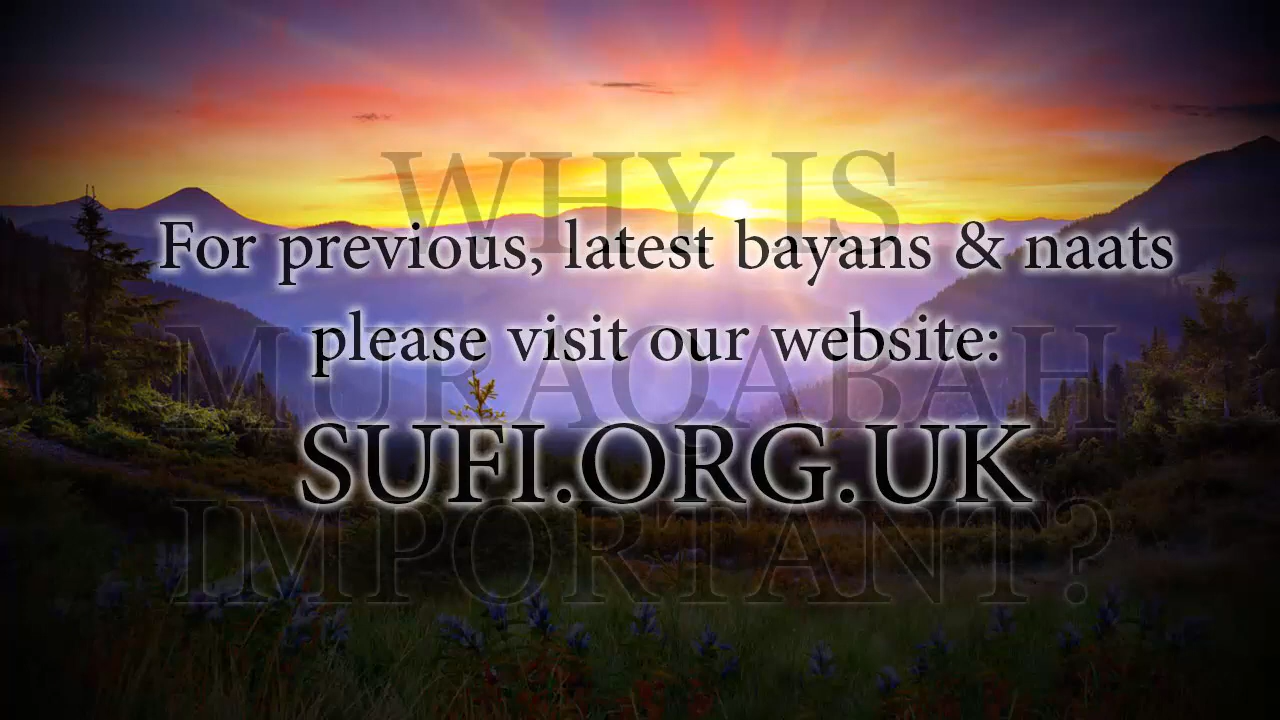 WHY IS
For previous, latest bayans & naats
please visit our website:
MURAQABAH
SUFI.ORG.UK
IMPORTANT?